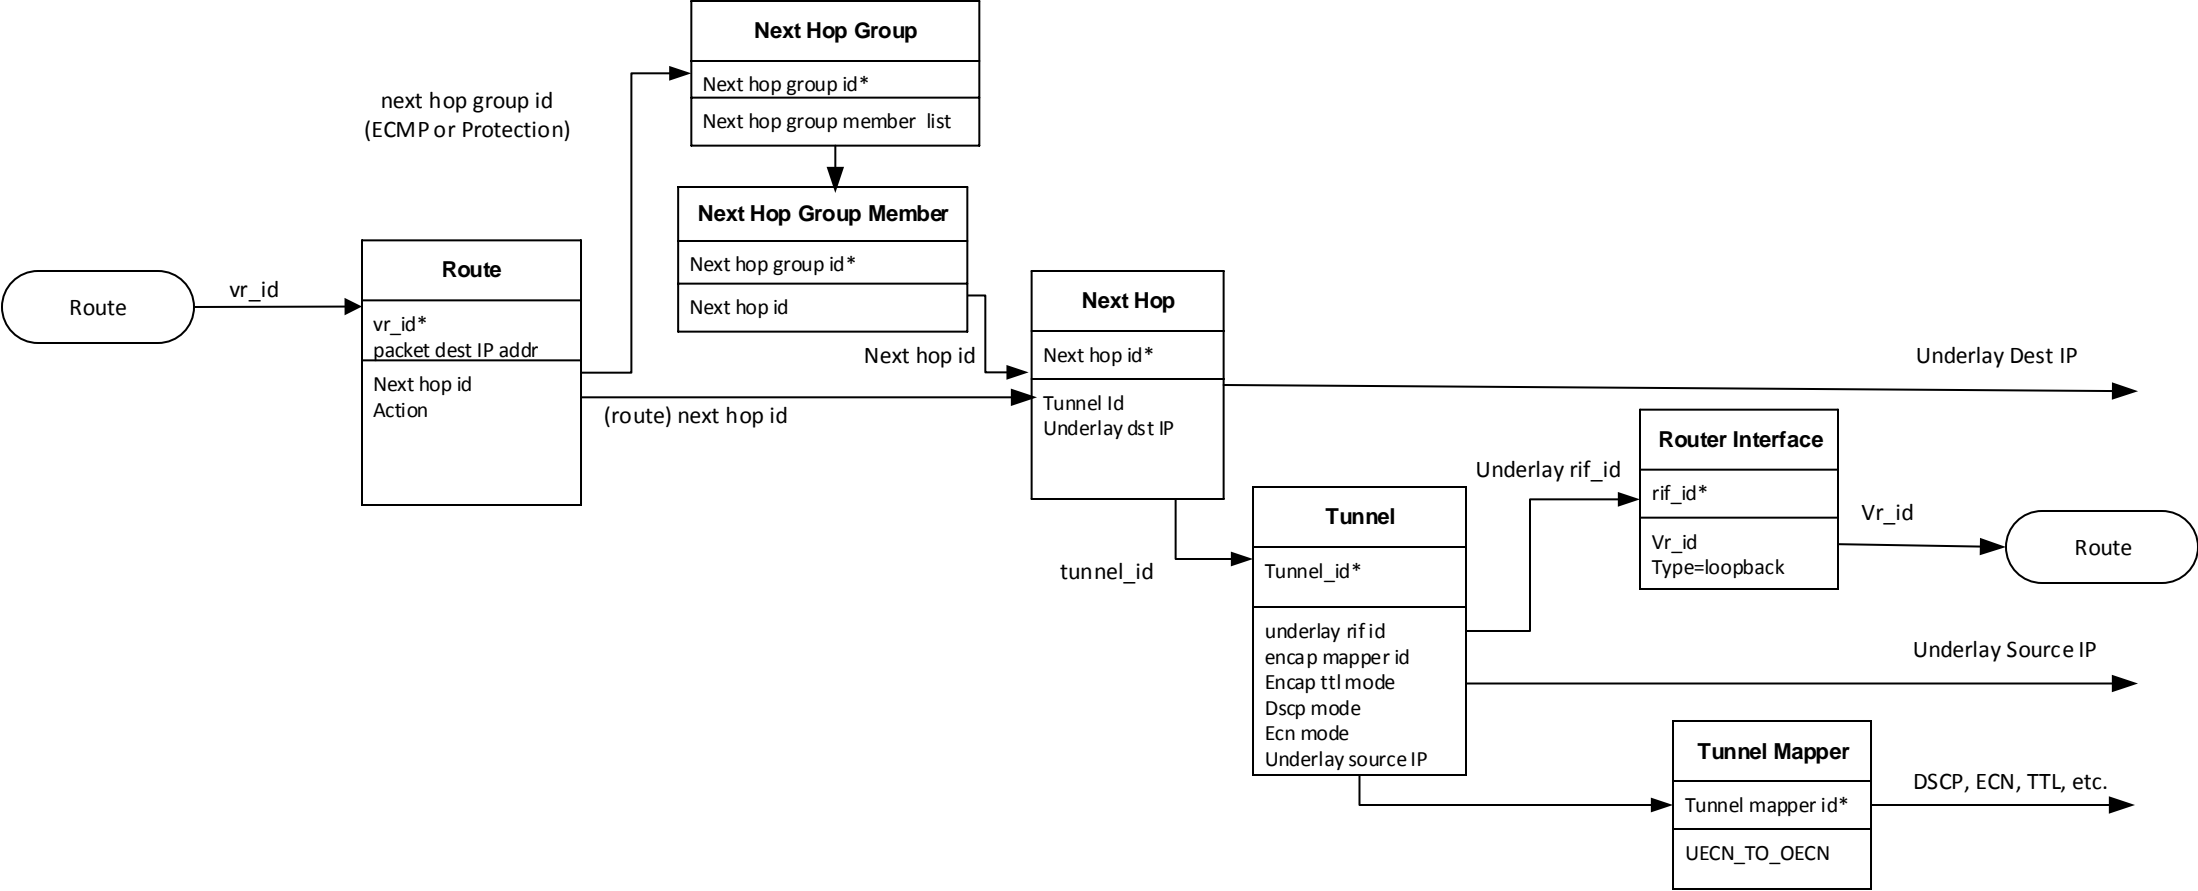 Next Hop Group
Next hop group id*
Next hop group member list
next hop group id
(ECMP or Protection)
Next Hop Group Member
Next hop group id*
Next hop id
Route
vr_id
Route
vr_id*
packet dest IP addr
Next hop id
Action
Next hop id
(route) next hop id
Next Hop
Next hop id*
Tunnel Id
Underlay dst IP
Underlay Dest IP
tunnel_id
Tunnel
Tunnel_id*
underlay rif id
encap mapper id
Encap ttl mode
Dscp mode
Ecn mode
Underlay source IP
Underlay rif_id
Router Interface
rif_id*
Vr_id
Type=loopback
Vr_id
Route
Underlay Source IP
Tunnel Mapper
Tunnel mapper id*
UECN_TO_OECN
DSCP, ECN, TTL, etc.